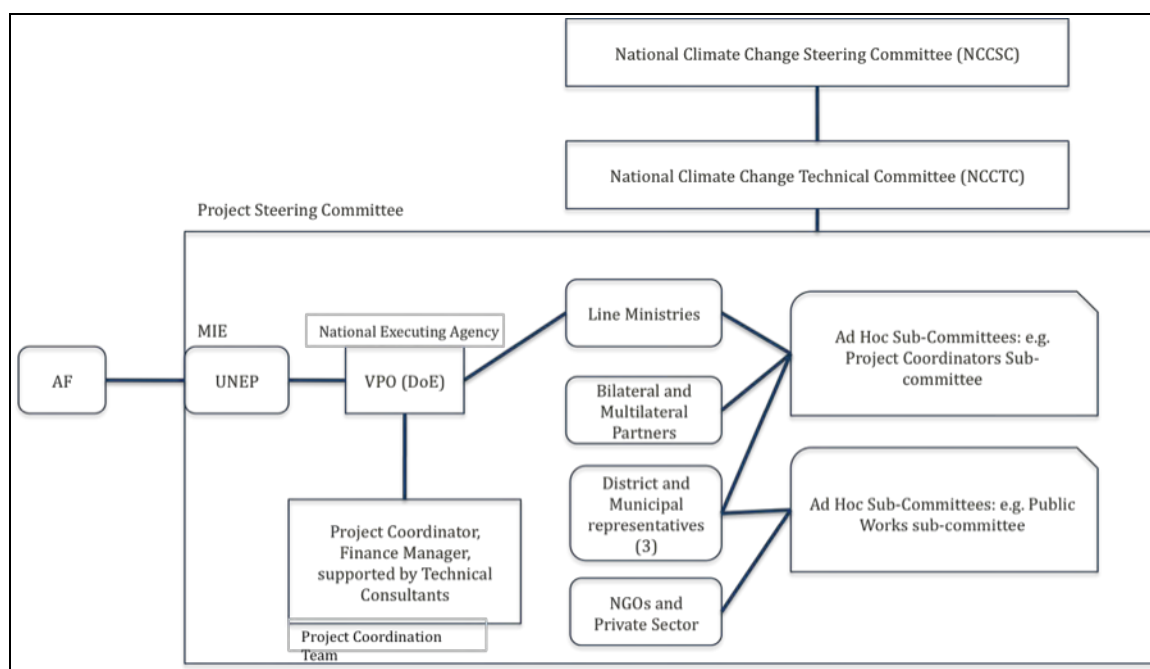 National Climate Change Steering Committee (NCCSC)
National Climate Change Technical Committee (NCCTC)
Project Steering Committee
MIE
National Executing Agency
AF
UNEP
VPO (DoE)
Line Ministries
Bilateral and
Multilateral
Partners
District and
Municipal
representatives
(3)
NGOs and
Private Sector
Ad Hoc Sub-Committees: e.g.
Project Coordinators Sub-
committee
Ad Hoc Sub-Committees: e.g. Public
Works sub-committee
Project Coordinator,
Finance Manager,
supported by Technical
Consultants
Project Coordination
Team